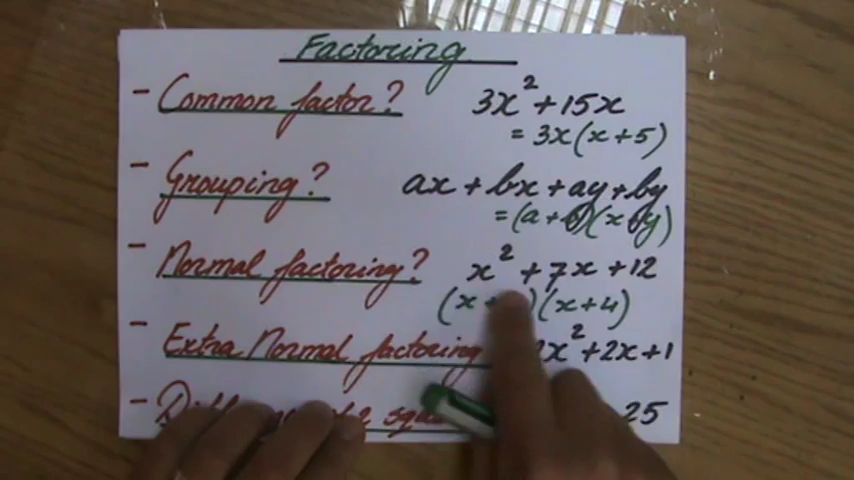 Factoring
- Common factor? 3x² + 15x
= 3x(x + 5)
- Grouping? ax + bx + ay + by
= (a + b)(x + y)
- Normal factoring? x² + 7x + 12
(x + )(x + 4)
- Extra Normal factoring x² + 2x + 1
- 25